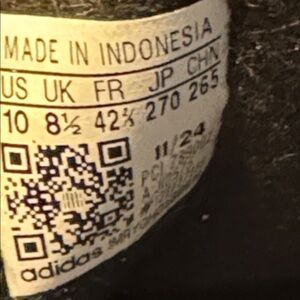 MADE IN INDONESIA
US UK FR JP CHN
10 8½ 42⅔ 270 265
11/24
adidas